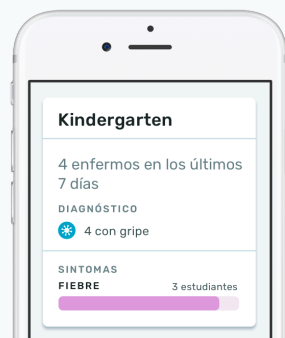 Kindergarten
4 enfermos en los últimos
7 días
DIAGNÓSTICO
4 con gripe
SINTOMAS
FIEBRE 3 estudiantes